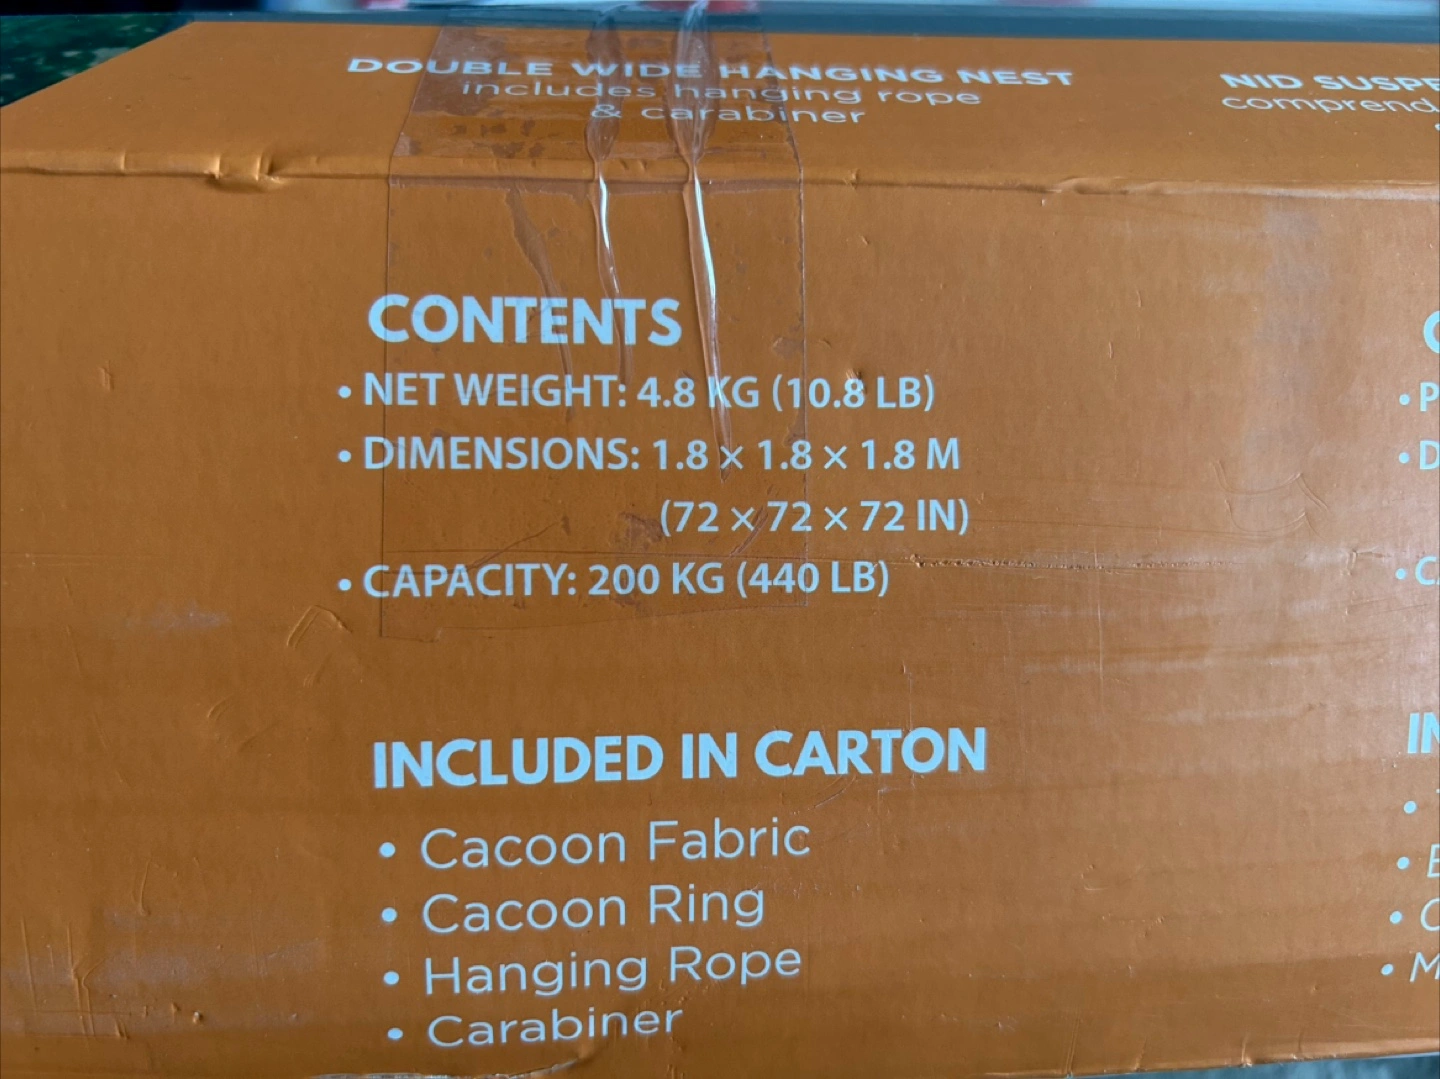 DOUBLE WIDE HANGING NEST
includes hanging rope
& carabiner
NID SUSPE
comprend
CONTENTS
• NET WEIGHT: 4.8 KG (10.8 LB)
• DIMENSIONS: 1.8 × 1.8 × 1.8 M
(72 × 72 × 72 IN)
• CAPACITY: 200 KG (440 LB)
INCLUDED IN CARTON
• Cacoon Fabric
• Cacoon Ring
• Hanging Rope
• Carabiner